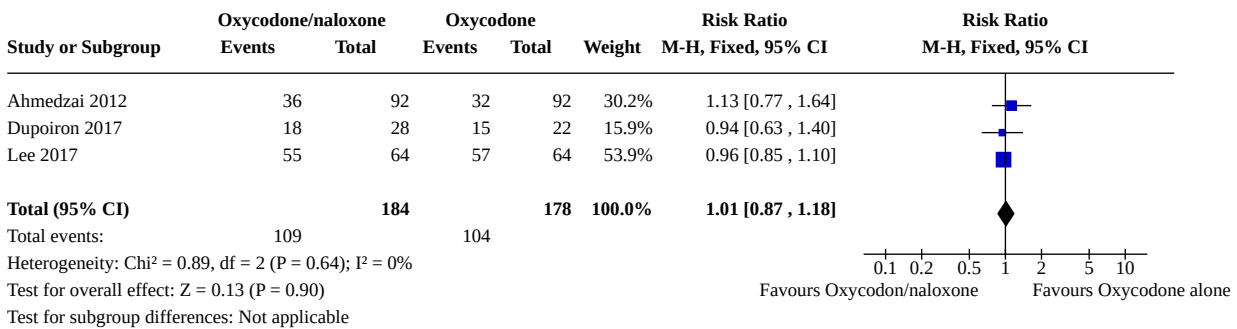 Oxycodone/naloxone Oxycodone Risk Ratio Risk Ratio
Study or Subgroup Events Total Events Total Weight M-H, Fixed, 95% CI M-H, Fixed, 95% CI
Ahmedzai 2012 36 92 32 92 30.2% 1.13 [0.77 , 1.64]
Dupoiron 2017 18 28 15 22 15.9% 0.94 [0.63 , 1.40]
Lee 2017 55 64 57 64 53.9% 0.96 [0.85 , 1.10]
Total (95% CI) 184 178 100.0% 1.01 [0.87 , 1.18]
Total events: 109 104
Heterogeneity: Chi² = 0.89, df = 2 (P = 0.64); I² = 0%
0.1 0.2 0.5 1 2 5 10
Test for overall effect: Z = 0.13 (P = 0.90) Favours Oxycodon/naloxone Favours Oxycodone alone
Test for subgroup differences: Not applicable